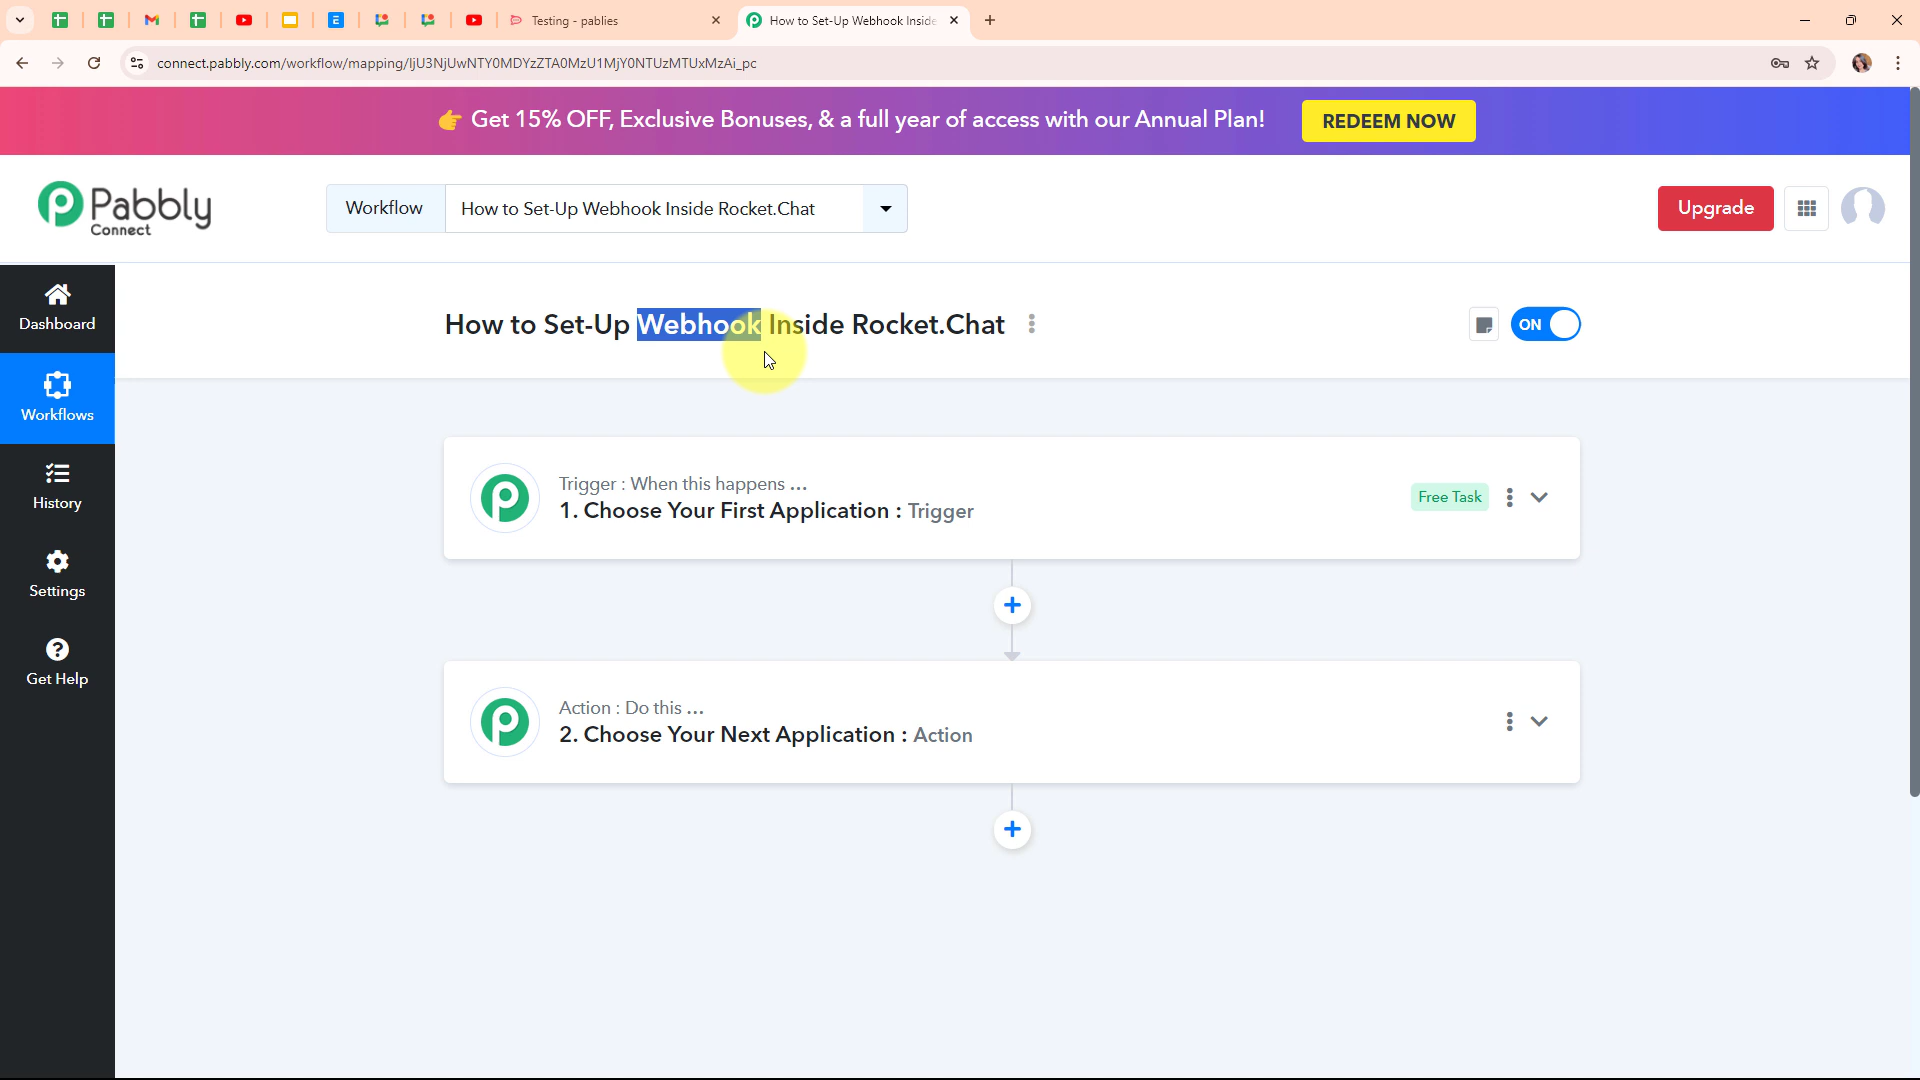 Testing - pablies
How to Set-Up Webhook Inside
connect.pabbly.com/workflow/mapping/IjU3NjUwNTY0MDYzZTA0MzU1MjY0NTUzMTUxMzAi_pc
👉 Get 15% OFF, Exclusive Bonuses, & a full year of access with our Annual Plan!
REDEEM NOW
Pabbly
Connect
Workflow
How to Set-Up Webhook Inside Rocket.Chat
Upgrade
Dashboard
Workflows
History
Settings
Get Help
How to Set-Up Webhook Inside Rocket.Chat
ON
Trigger : When this happens ...
1. Choose Your First Application : Trigger
Free Task
Action : Do this ...
2. Choose Your Next Application : Action